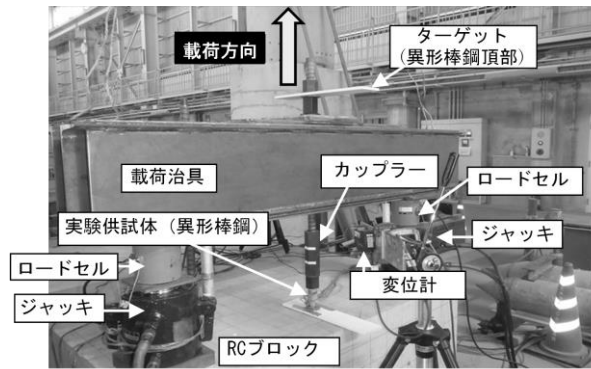 載荷方向
ターゲット
(異形棒鋼頂部)
載荷治具
カップラー
ロードセル
実験供試体 (異形棒鋼)
ジャッキ
ロードセル
変位計
ジャッキ
RCブロック